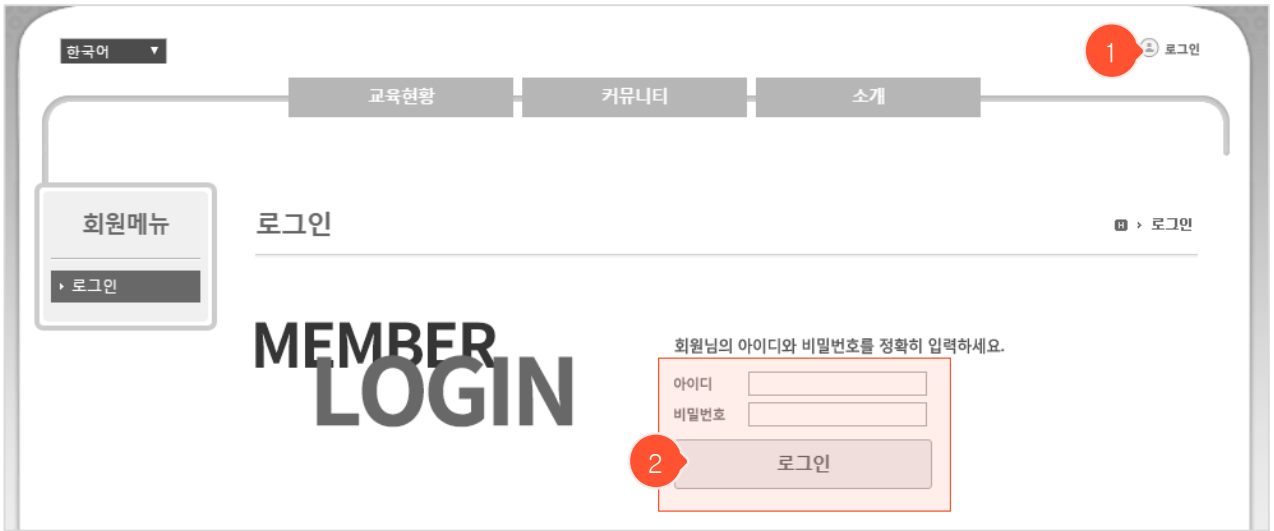 한국어 ▼
1 로그인
교육현황 커뮤니티 소개
회원메뉴
로그인
로그인
H › 로그인
MEMBER
LOGIN
회원님의 아이디와 비밀번호를 정확히 입력하세요.
아이디
비밀번호
2 로그인